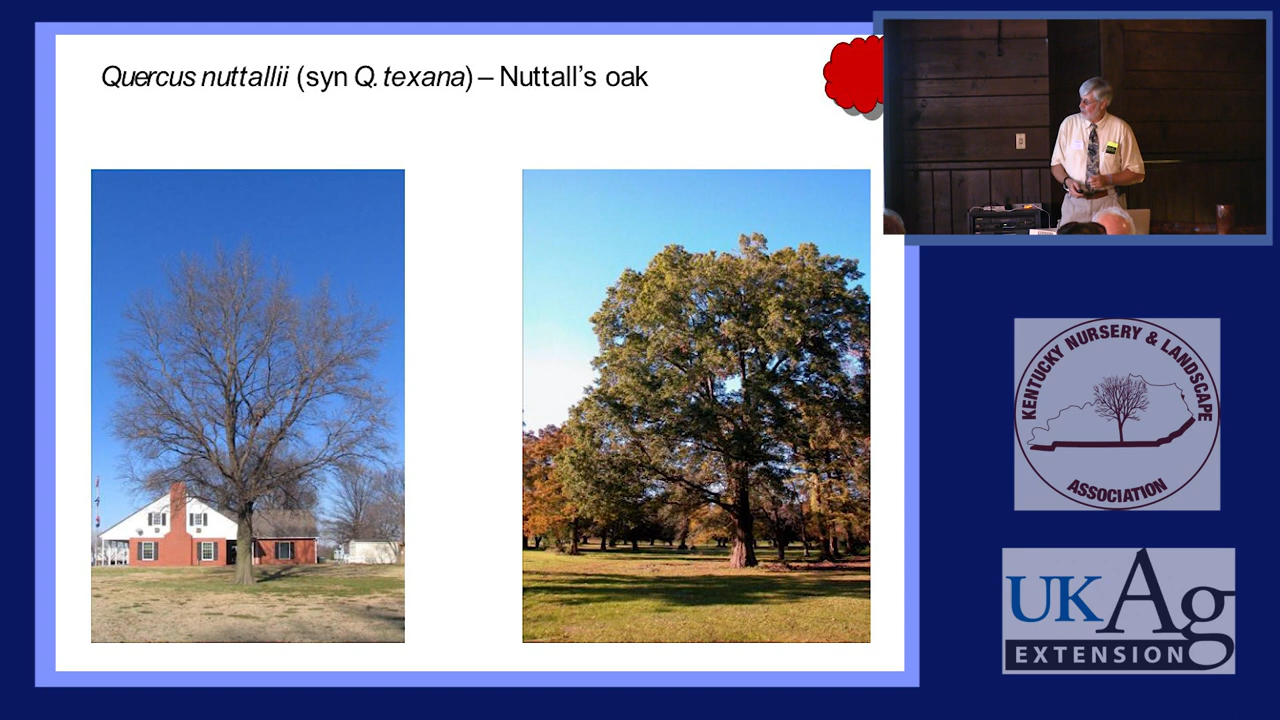 Quercus nuttallii (syn Q. texana) – Nuttall's oak
KENTUCKY NURSERY & LANDSCAPE
ASSOCIATION
UKAg
EXTENSION